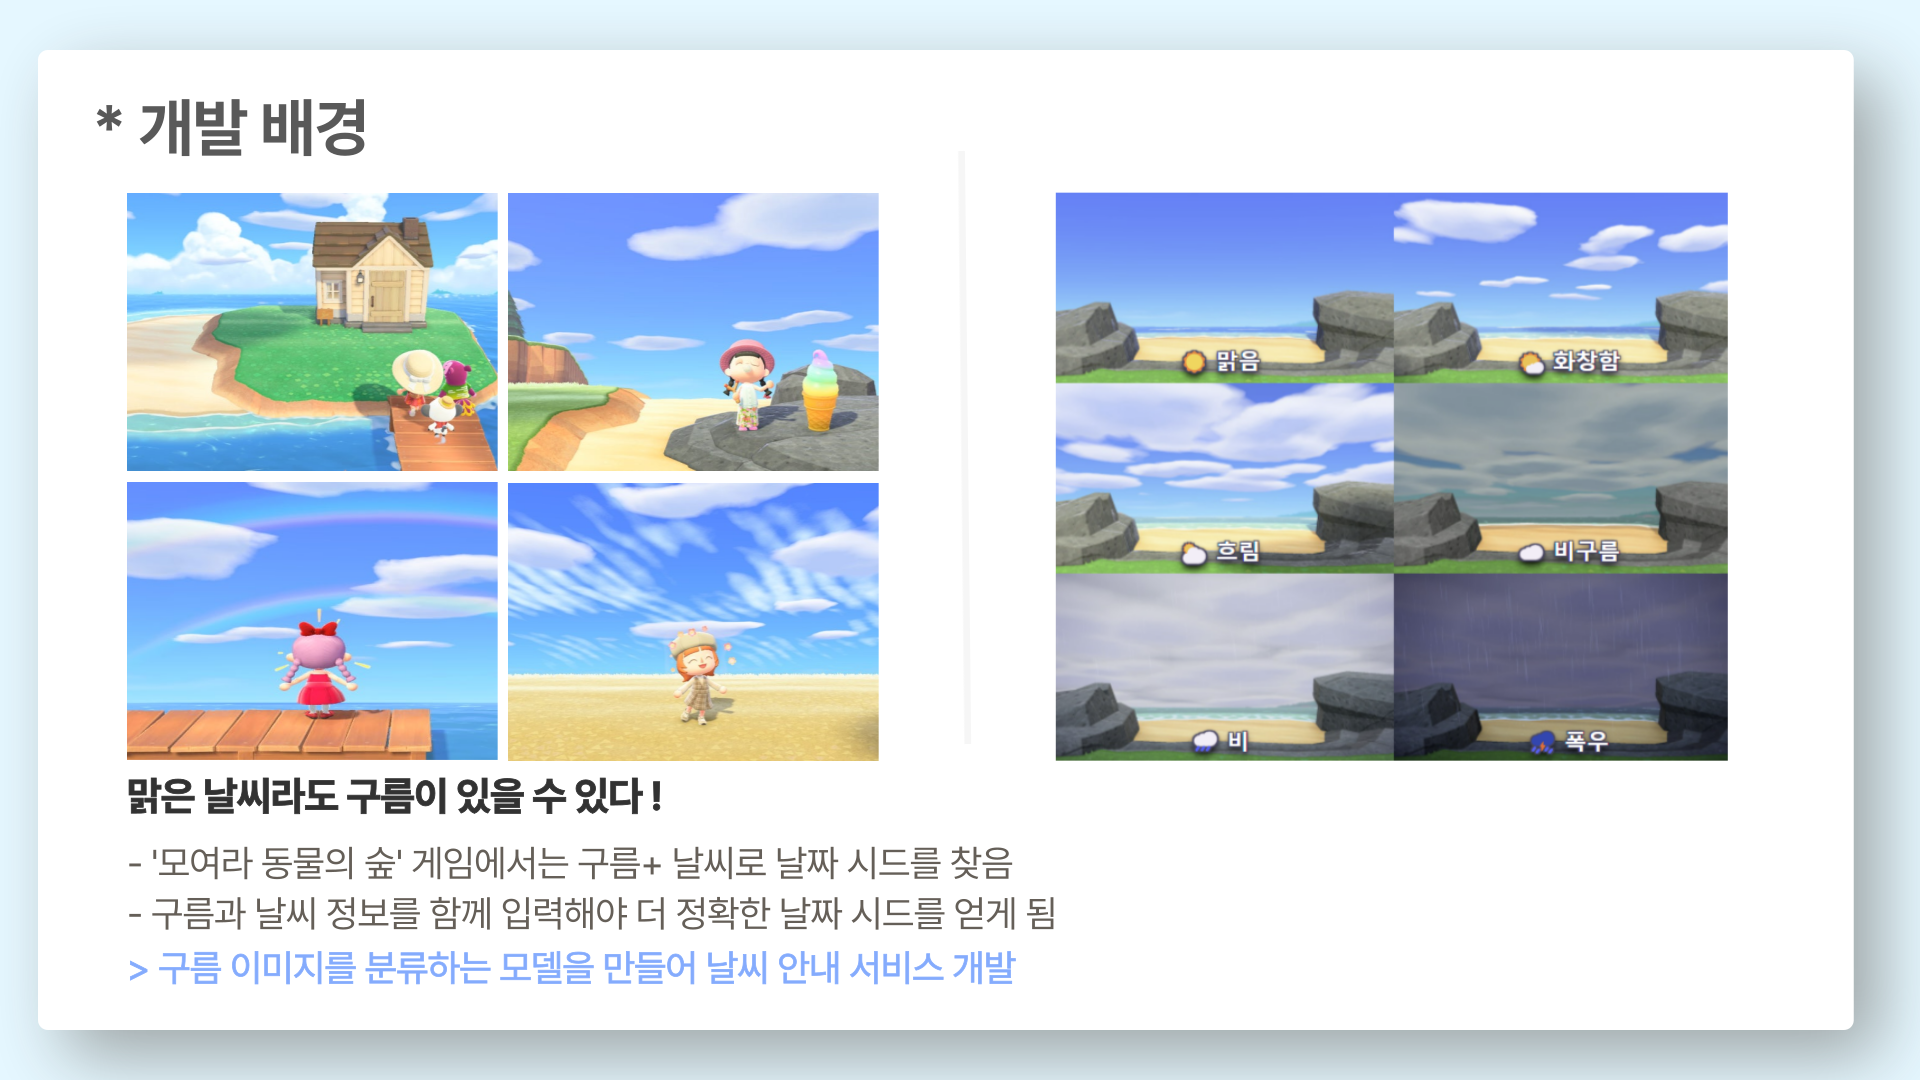 * 개발 배경
맑음
화창함
흐림
비구름
비
폭우
맑은 날씨라도 구름이 있을 수 있다 !
- '모여라 동물의 숲' 게임에서는 구름+ 날씨로 날짜 시드를 찾음
- 구름과 날씨 정보를 함께 입력해야 더 정확한 날짜 시드를 얻게 됨
> 구름 이미지를 분류하는 모델을 만들어 날씨 안내 서비스 개발